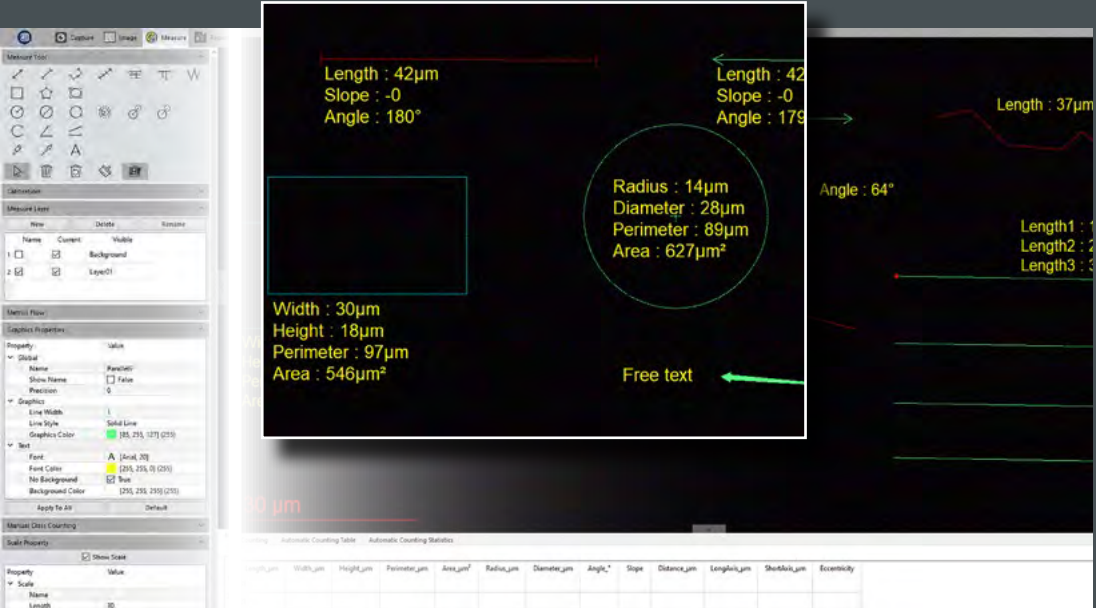 Capture Image Measure
Measure Tool
Calibration
Measure Layer
New Delete Rename
Name Current Visible
1 Background
2 Layer01
Metrics Flow
Graphics Properties
Property Value
Global
Name Parallel6
Show Name False
Precision 0
Graphics
Line Width 1
Line Style Solid Line
Graphics Color [85, 255, 127] (255)
Text
Font A [Arial, 20]
Font Color [255, 255, 0] (255)
No Background True
Background Color [255, 255, 255] (255)
Apply To All Default
Manual Class Counting
Scale Property
Show Scale
Property Value
Scale
Name
Length 30
Length : 42µm
Slope : -0
Angle : 180°
Length : 42
Slope : -0
Angle : 179
Radius : 14µm
Diameter : 28µm
Perimeter : 89µm
Area : 627µm²
Width : 30µm
Height : 18µm
Perimeter : 97µm
Area : 546µm²
Free text
Length : 37µm
Angle : 64°
Length1 :
Length2 : 2
Length3 : 3
µm
Automatic Counting Table Automatic Counting Statistics
Width_µm Height_µm Perimeter_µm Area_µm² Radius_µm Diameter_µm Angle_° Slope Distance_µm LongAxis_µm ShortAxis_µm Eccentricity